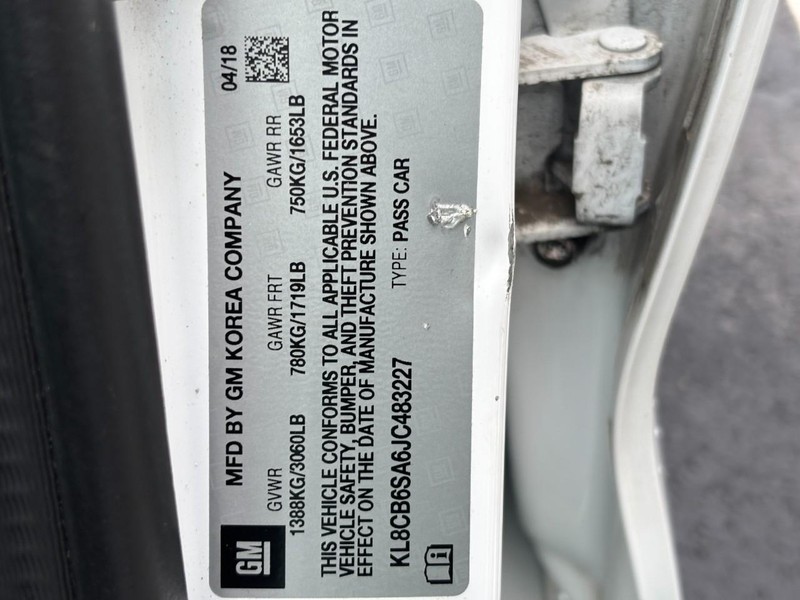 GM
MFD BY GM KOREA COMPANY 04/18
GVWR GAWR FRT GAWR RR
1388KG/3060LB 780KG/1719LB 750KG/1653LB
THIS VEHICLE CONFORMS TO ALL APPLICABLE U.S. FEDERAL MOTOR
VEHICLE SAFETY, BUMPER, AND THEFT PREVENTION STANDARDS IN
EFFECT ON THE DATE OF MANUFACTURE SHOWN ABOVE.
KL8CB6SA6JC483227 TYPE: PASS CAR